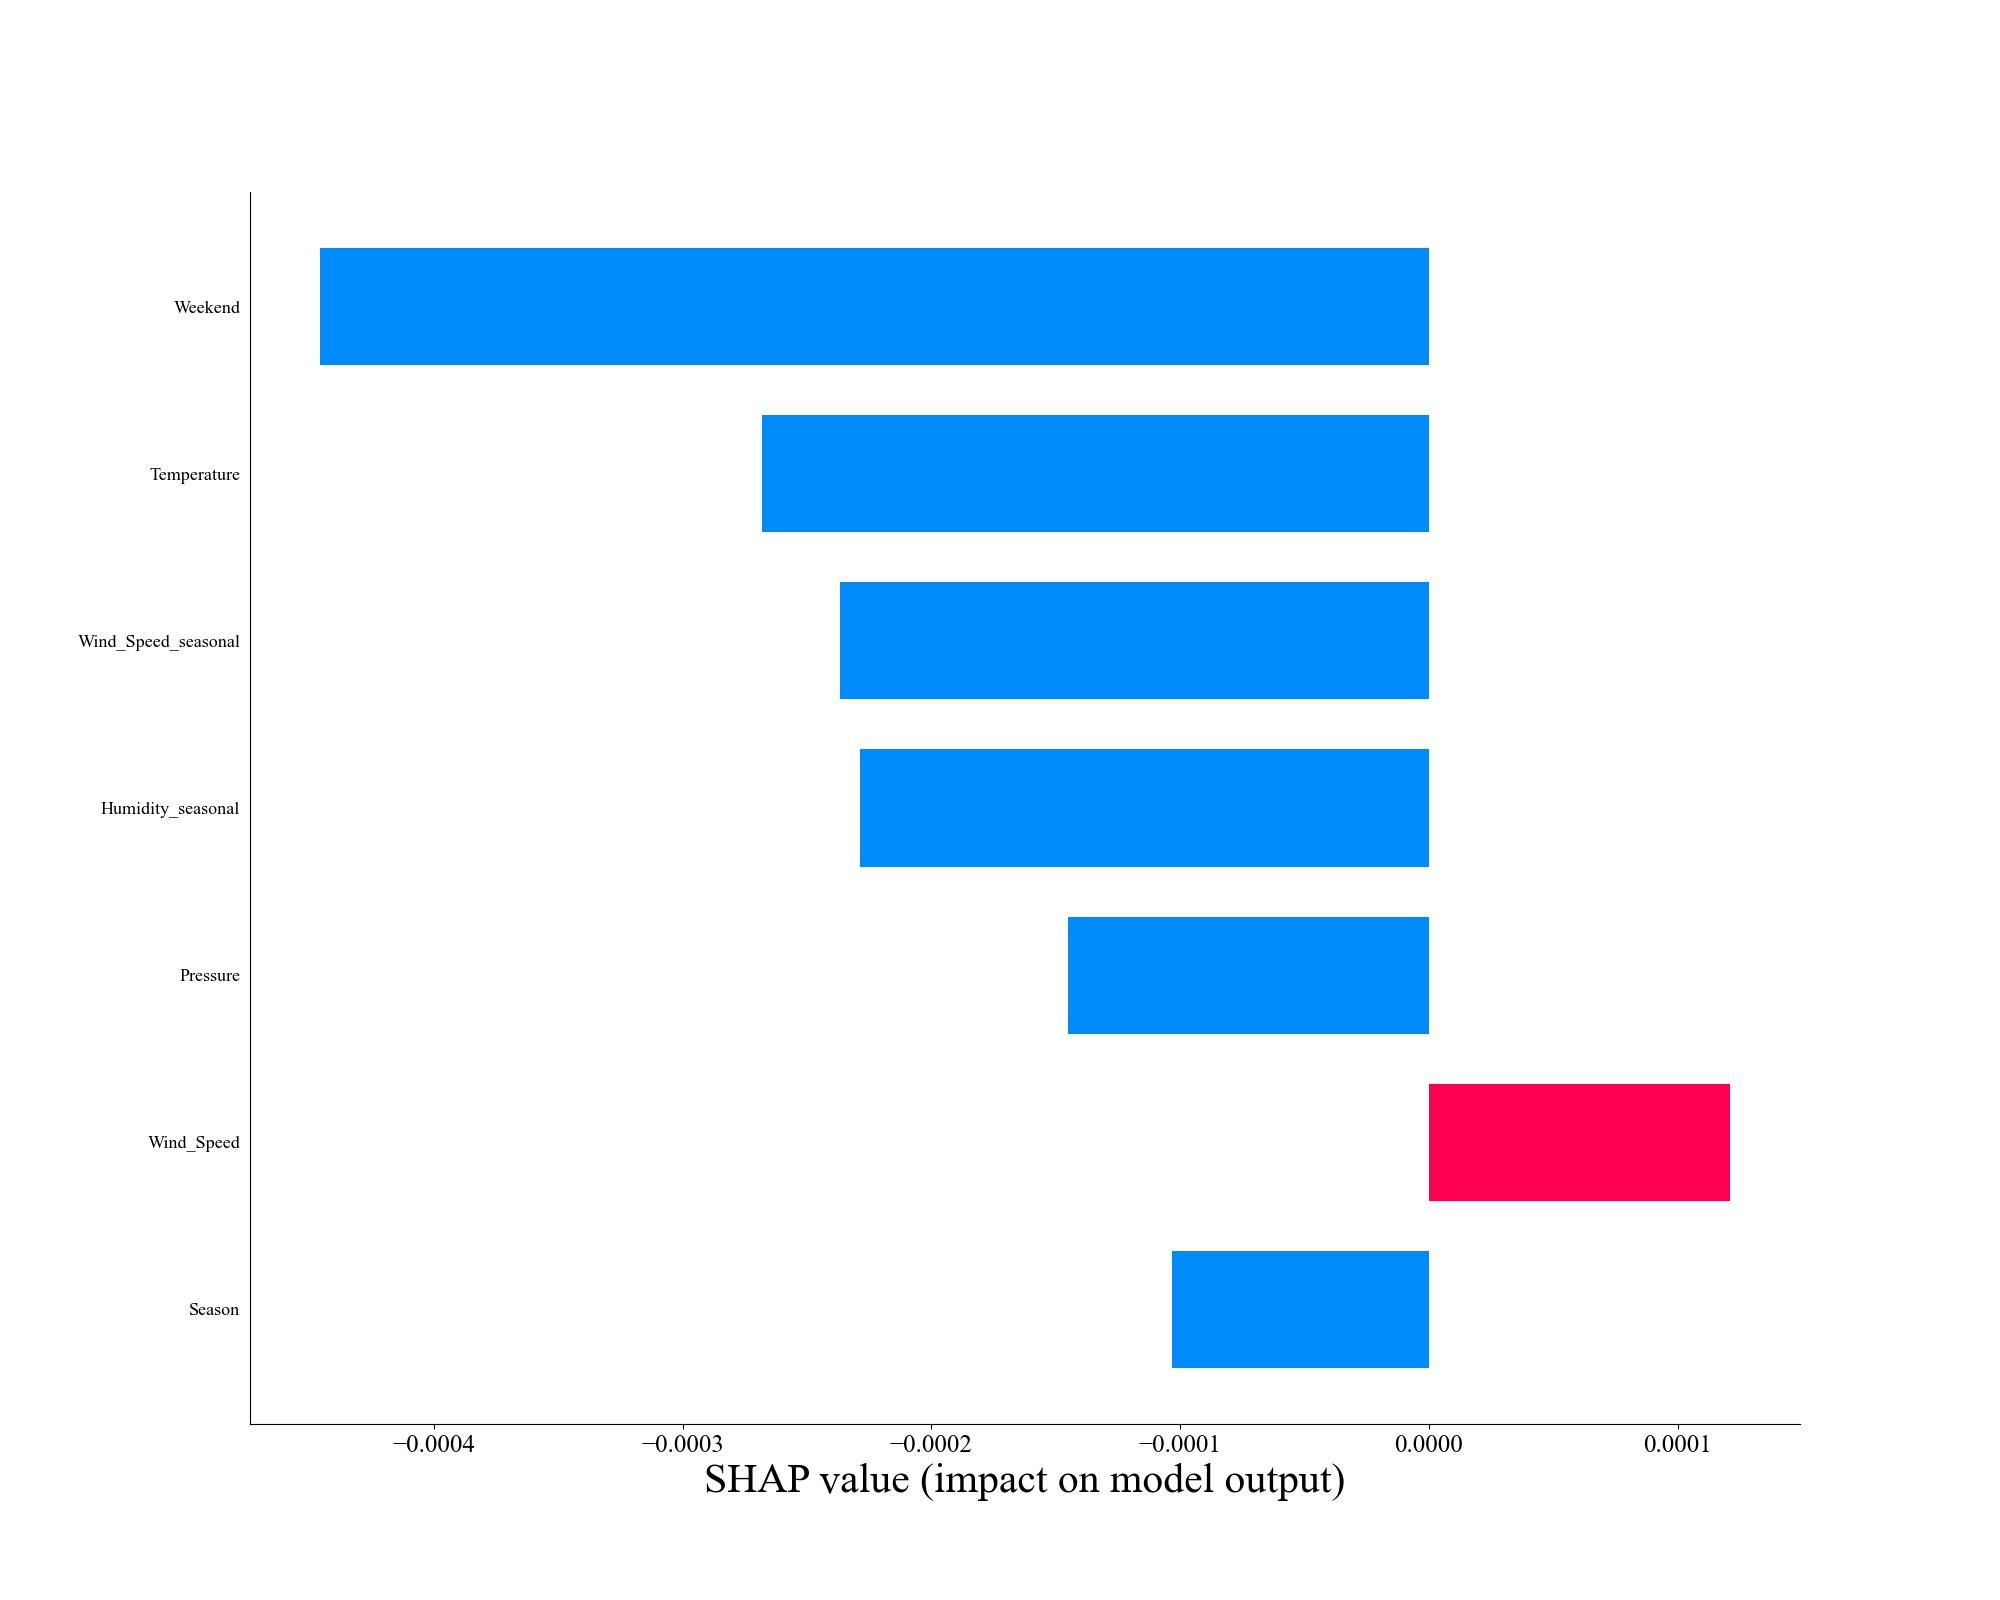 Weekend
Temperature
Wind_Speed_seasonal
Humidity_seasonal
Pressure
Wind_Speed
Season
−0.0004 −0.0003 −0.0002 −0.0001 0.0000 0.0001
SHAP value (impact on model output)